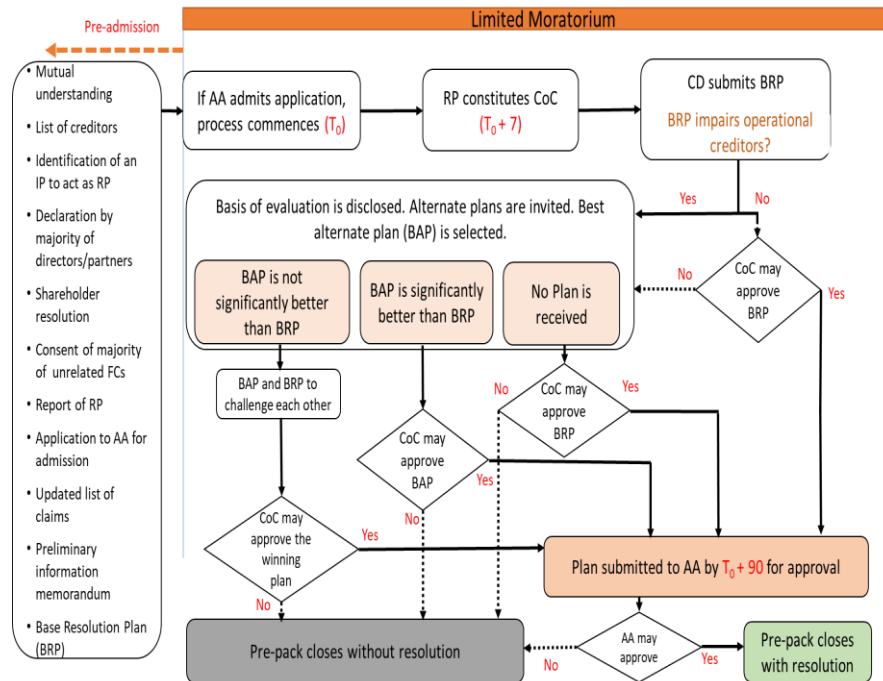 Limited Moratorium
Pre-admission
• Mutual
understanding
• List of creditors
• Identification of an
IP to act as RP
• Declaration by
majority of
directors/partners
• Shareholder
resolution
• Consent of majority
of unrelated FCs
• Report of RP
• Application to AA for
admission
• Updated list of
claims
• Preliminary
information
memorandum
• Base Resolution Plan
(BRP)
If AA admits application,
process commences (T₀)
RP constitutes CoC
(T₀ + 7)
CD submits BRP
BRP impairs operational
creditors?
Yes
No
Basis of evaluation is disclosed. Alternate plans are invited. Best
alternate plan (BAP) is selected.
BAP is not
significantly better
than BRP
BAP is significantly
better than BRP
No Plan is
received
CoC may
approve
BRP
No
Yes
BAP and BRP to
challenge each other
CoC may
approve
BAP
Yes
No
CoC may
approve
BRP
No
Yes
CoC may
approve the
winning
plan
Yes
No
Plan submitted to AA by T₀ + 90 for approval
Pre-pack closes without resolution
AA may
approve
No
Yes
Pre-pack closes
with resolution